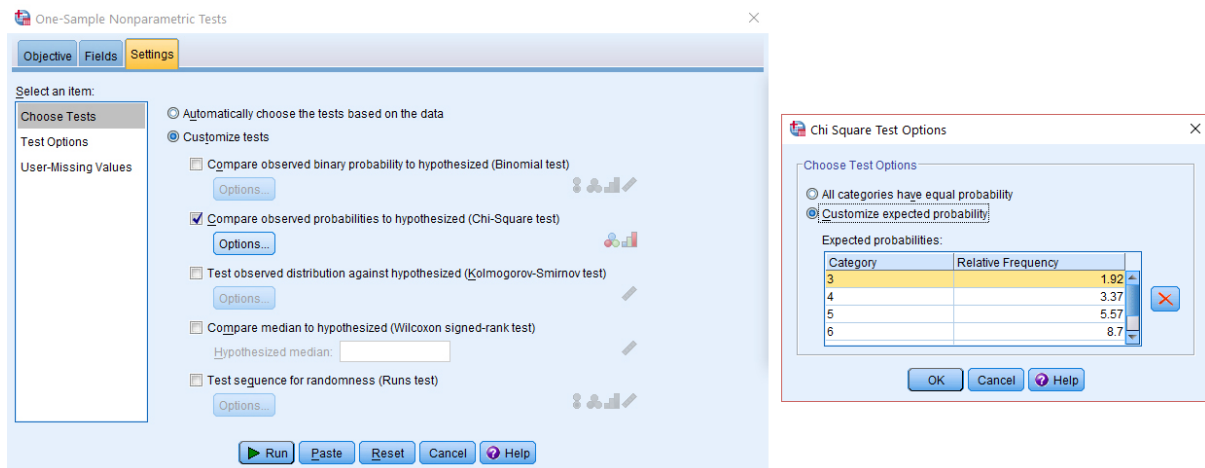 One-Sample Nonparametric Tests
Objective Fields Settings
Select an item:
Choose Tests
Test Options
User-Missing Values
Automatically choose the tests based on the data
Customize tests
Compare observed binary probability to hypothesized (Binomial test)
Options...
Compare observed probabilities to hypothesized (Chi-Square test)
Options...
Test observed distribution against hypothesized (Kolmogorov-Smirnov test)
Options...
Compare median to hypothesized (Wilcoxon signed-rank test)
Hypothesized median:
Test sequence for randomness (Runs test)
Options...
Run Paste Reset Cancel Help
Chi Square Test Options
Choose Test Options
All categories have equal probability
Customize expected probability
Expected probabilities:
Category Relative Frequency
3 1.92
4 3.37
5 5.57
6 8.7
OK Cancel Help